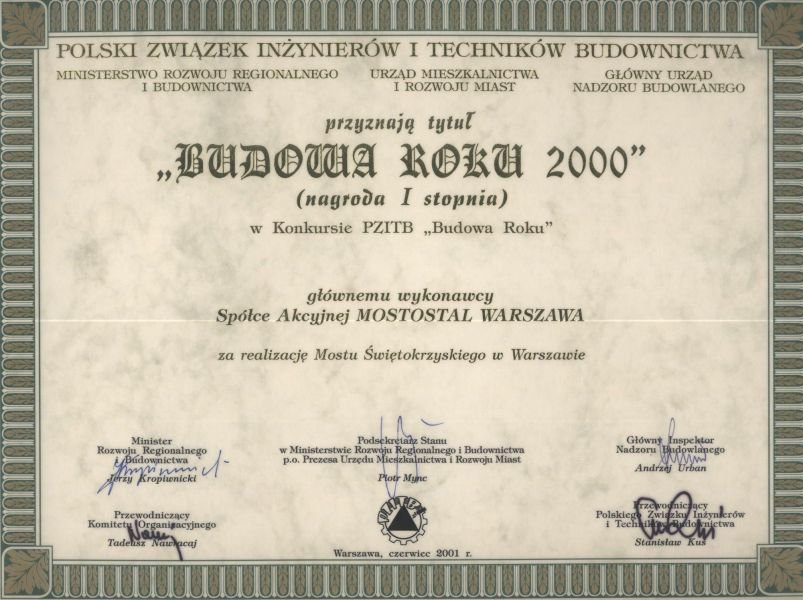 POLSKI ZWIĄZEK INŻYNIERÓW I TECHNIKÓW BUDOWNICTWA
MINISTERSTWO ROZWOJU REGIONALNEGO
I BUDOWNICTWA
URZĄD MIESZKALNICTWA
I ROZWOJU MIAST
GŁÓWNY URZĄD
NADZORU BUDOWLANEGO
przyznają tytuł
„BUDOWA ROKU 2000”
(nagroda I stopnia)
w Konkursie PZITB „Budowa Roku”
głównemu wykonawcy
Spółce Akcyjnej MOSTOSTAL WARSZAWA
za realizację Mostu Świętokrzyskiego w Warszawie
Minister
Rozwoju Regionalnego
i Budownictwa
Jerzy Kropiwnicki
Podsekretarz Stanu
w Ministerstwie Rozwoju Regionalnego i Budownictwa
p.o. Prezesa Urzędu Mieszkalnictwa i Rozwoju Miast
Piotr Mync
Główny Inspektor
Nadzoru Budowlanego
Andrzej Urban
Przewodniczący
Komitetu Organizacyjnego
Tadeusz Nawracaj
Przewodniczący
Polskiego Związku Inżynierów
i Techników Budownictwa
Stanisław Kuś
Warszawa, czerwiec 2001 r.